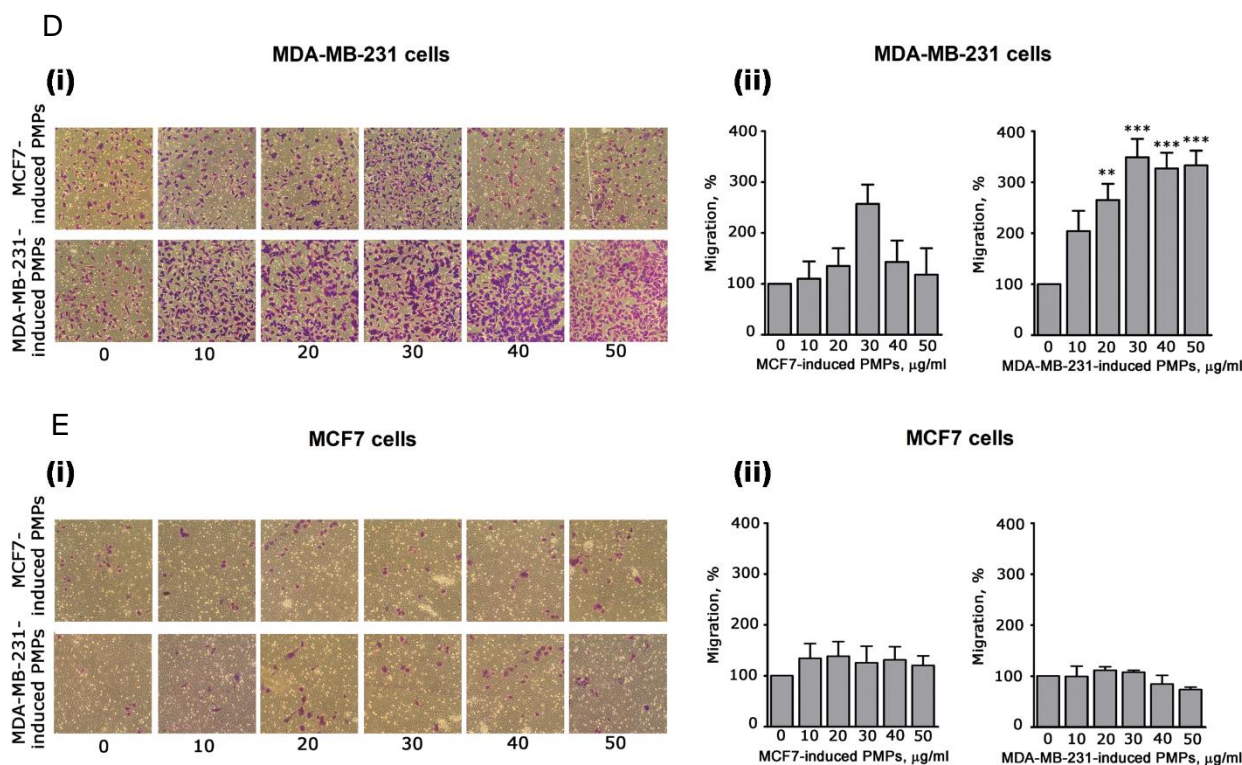 D
MDA-MB-231 cells
(i)
MCF7-
induced PMPs
MDA-MB-231-
induced PMPs
0 10 20 30 40 50
MDA-MB-231 cells
(ii)
Migration, %
400
300
200
100
0
0 10 20 30 40 50
MCF7-induced PMPs, µg/ml
Migration, %
400
300
200
100
0
** *** *** ***
0 10 20 30 40 50
MDA-MB-231-induced PMPs, µg/ml
E
MCF7 cells
(i)
MCF7-
induced PMPs
MDA-MB-231-
induced PMPs
0 10 20 30 40 50
MCF7 cells
(ii)
Migration, %
400
300
200
100
0
0 10 20 30 40 50
MCF7-induced PMPs, µg/ml
Migration, %
400
300
200
100
0
0 10 20 30 40 50
MDA-MB-231-induced PMPs, µg/ml